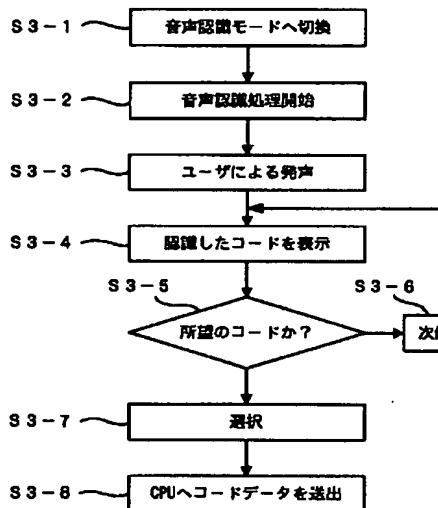 S3-1 音声認識モードへ切換
S3-2 音声認識処理開始
S3-3 ユーザによる発声
S3-4 認識したコードを表示
S3-5 所望のコードか?
S3-6
S3-7 選択
S3-8 CPUへコードデータを送出